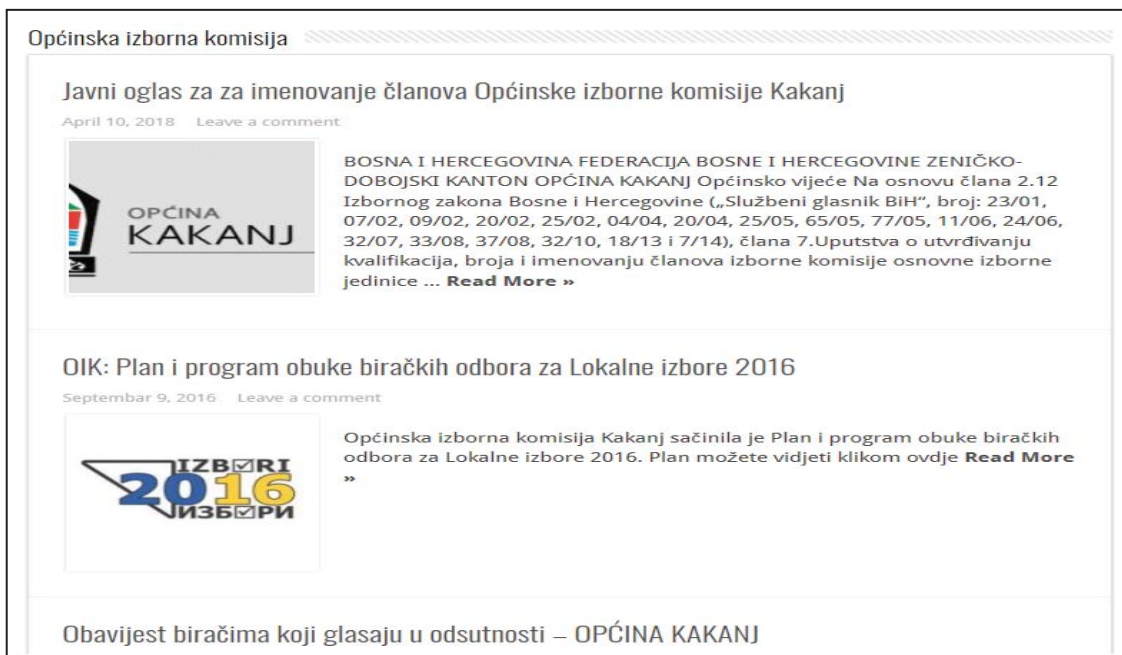 Općinska izborna komisija
Javni oglas za za imenovanje članova Općinske izborne komisije Kakanj
April 10, 2018 Leave a comment
OPĆINA
KAKANJ
BOSNA I HERCEGOVINA FEDERACIJA BOSNE I HERCEGOVINE ZENIČKO-
DOBOJSKI KANTON OPĆINA KAKANJ Općinsko vijeće Na osnovu člana 2.12
Izbornog zakona Bosne i Hercegovine („Službeni glasnik BiH“, broj: 23/01,
07/02, 09/02, 20/02, 25/02, 04/04, 20/04, 25/05, 65/05, 77/05, 11/06, 24/06,
32/07, 33/08, 37/08, 32/10, 18/13 i 7/14), člana 7.Uputstva o utvrđivanju
kvalifikacija, broja i imenovanju članova izborne komisije osnovne izborne
jedinice ... Read More »
OIK: Plan i program obuke biračkih odbora za Lokalne izbore 2016
Septembar 9, 2016 Leave a comment
IZBORI
2016
ИЗБОРИ
Općinska izborna komisija Kakanj sačinila je Plan i program obuke biračkih
odbora za Lokalne izbore 2016. Plan možete vidjeti klikom ovdje Read More
»
Obavijest biračima koji glasaju u odsutnosti – OPĆINA KAKANJ